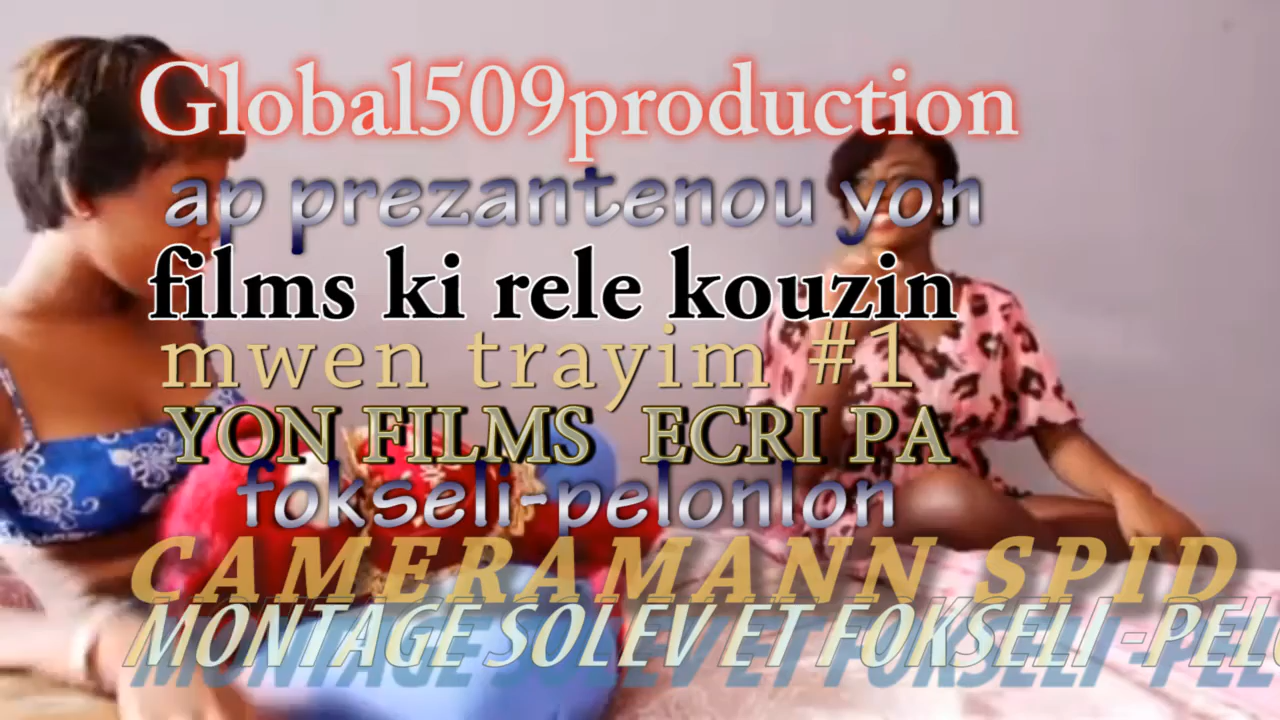 Global509production
ap prezantenou yon
films ki rele kouzin
mwen trayim #1
YON FILMS ECRI PA
fokseli-pelonlon
CAMERAMANN SPID
MONTAGE SOLEV ET FOKSELI -PEL